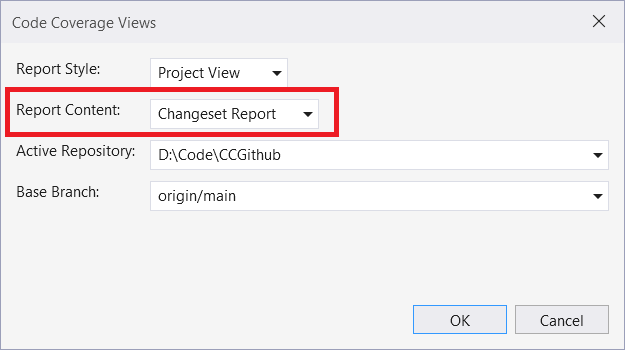 Code Coverage Views
Report Style: Project View
Report Content: Changeset Report
Active Repository: D:\Code\CCGithub
Base Branch: origin/main
OK Cancel